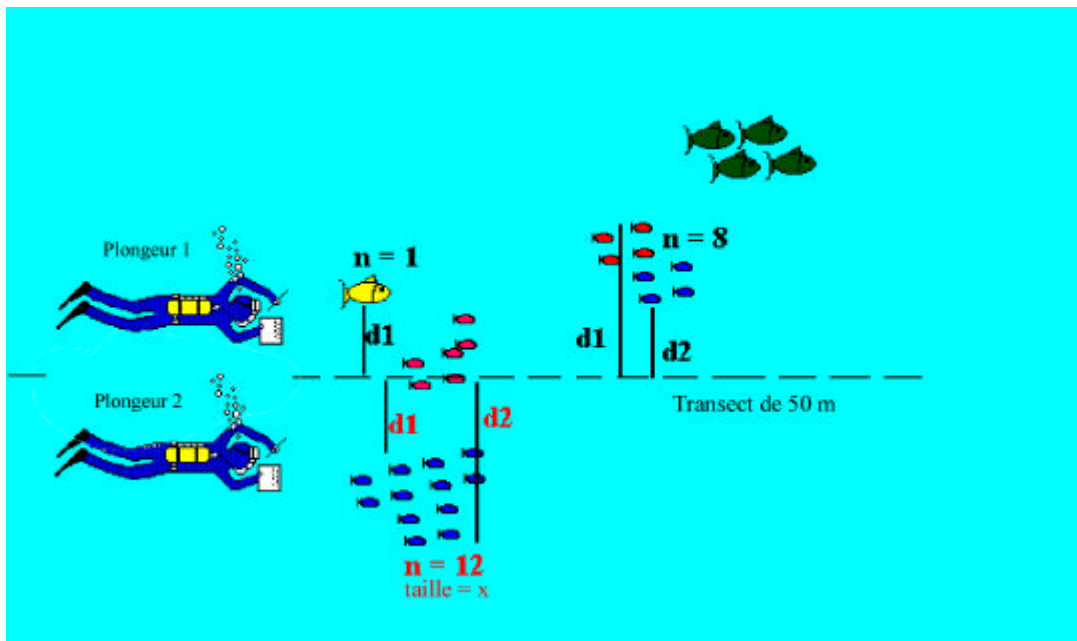 Plongeur 1
n = 1
n = 8
d1
d1
d2
Plongeur 2
Transect de 50 m
d1
d2
n = 12
taille = x